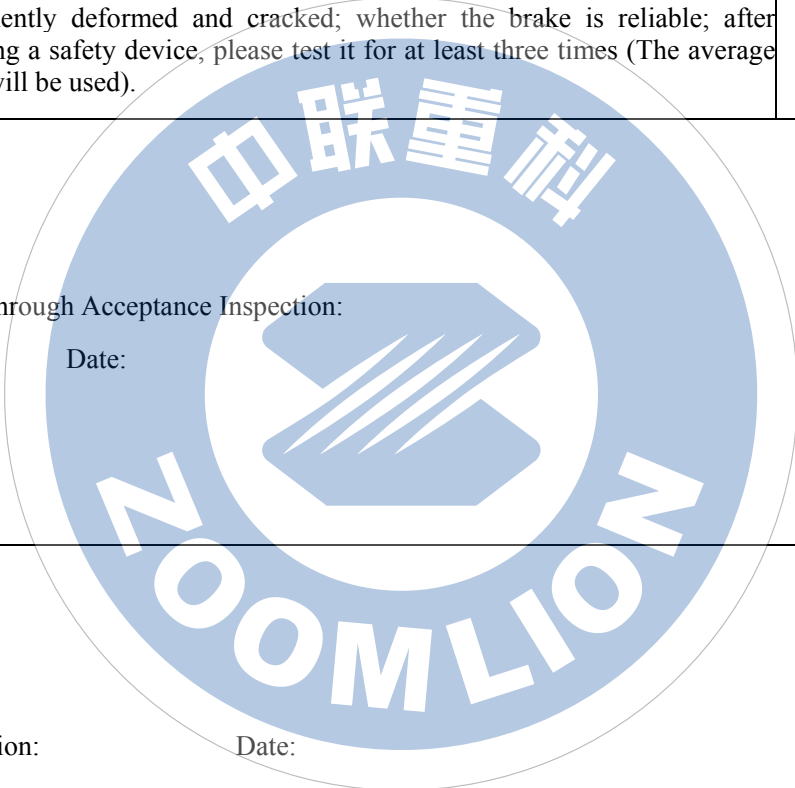 ently deformed and cracked; whether the brake is reliable; after
ng a safety device, please test it for at least three times (The average
will be used).
中联重科
hrough Acceptance Inspection:
Date:
ZOOMLION
ion: Date: